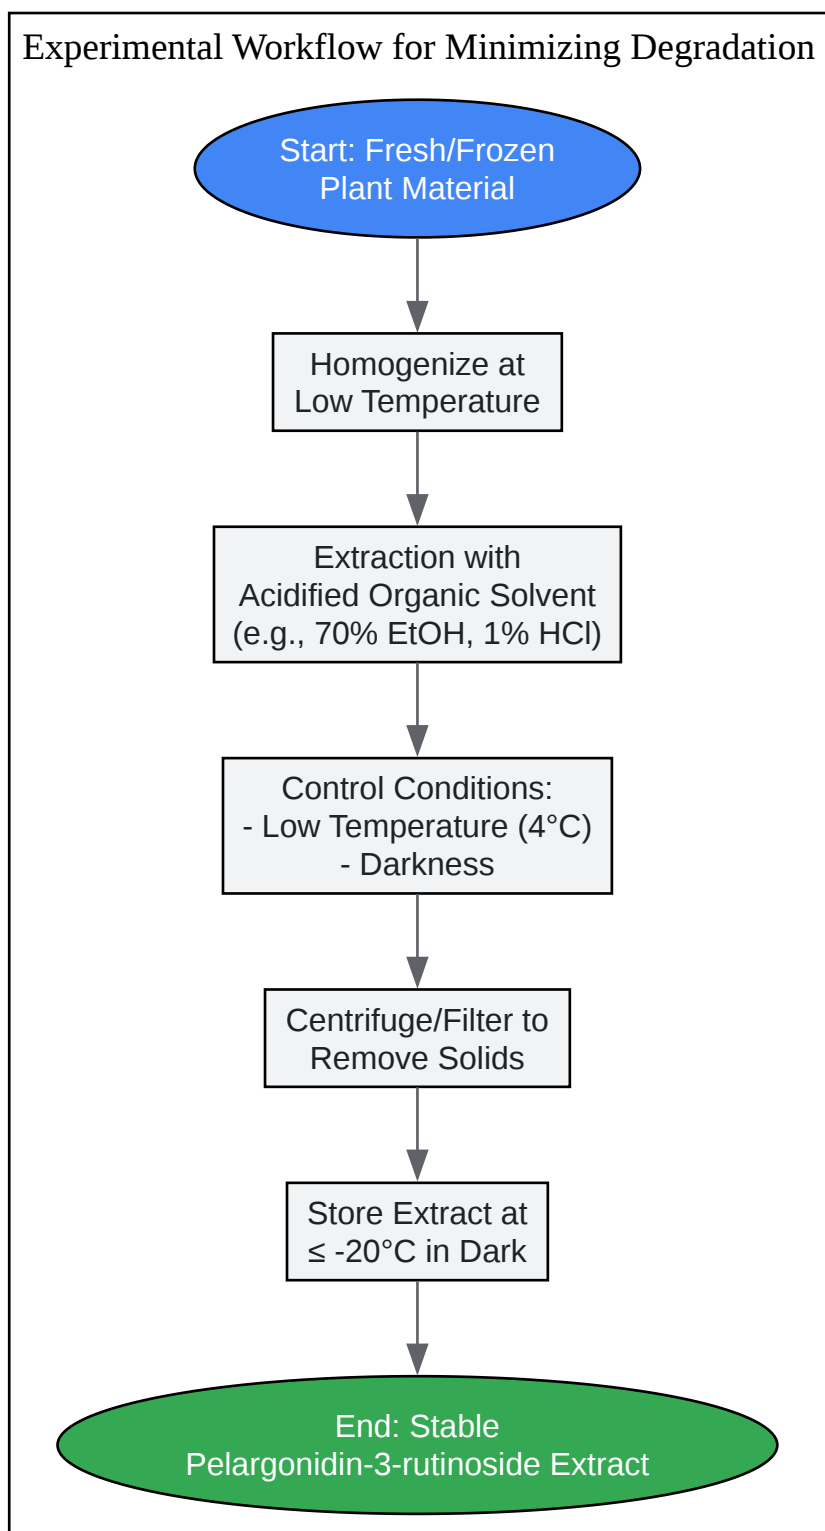 Experimental Workflow for Minimizing Degradation
Start: Fresh/Frozen
Plant Material
Homogenize at
Low Temperature
Extraction with
Acidified Organic Solvent
(e.g., 70% EtOH, 1% HCl)
Control Conditions:
- Low Temperature (4°C)
- Darkness
Centrifuge/Filter to
Remove Solids
Store Extract at
≤ -20°C in Dark
End: Stable
Pelargonidin-3-rutinoside Extract